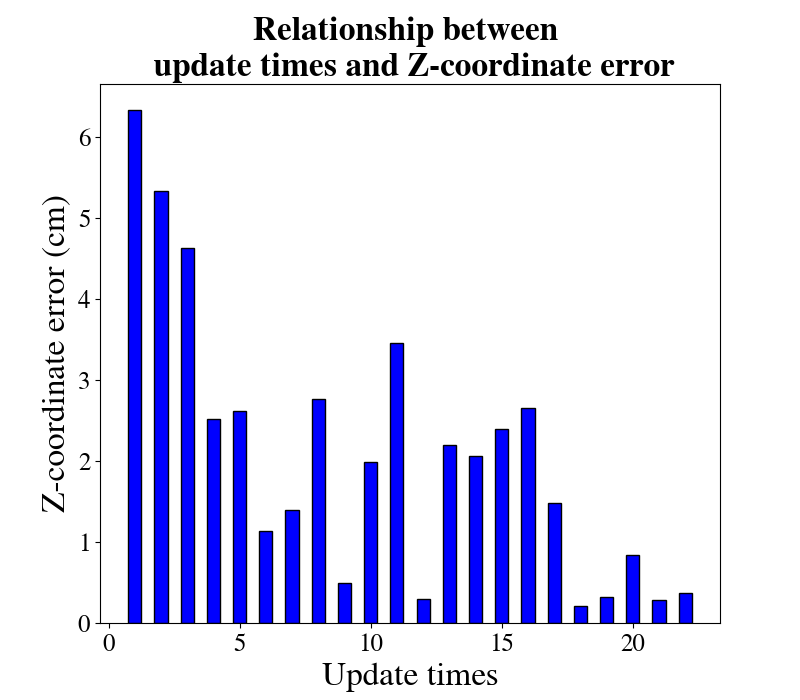 Relationship between
update times and Z-coordinate error
Z-coordinate error (cm)
6
5
4
3
2
1
0
0 5 10 15 20
Update times